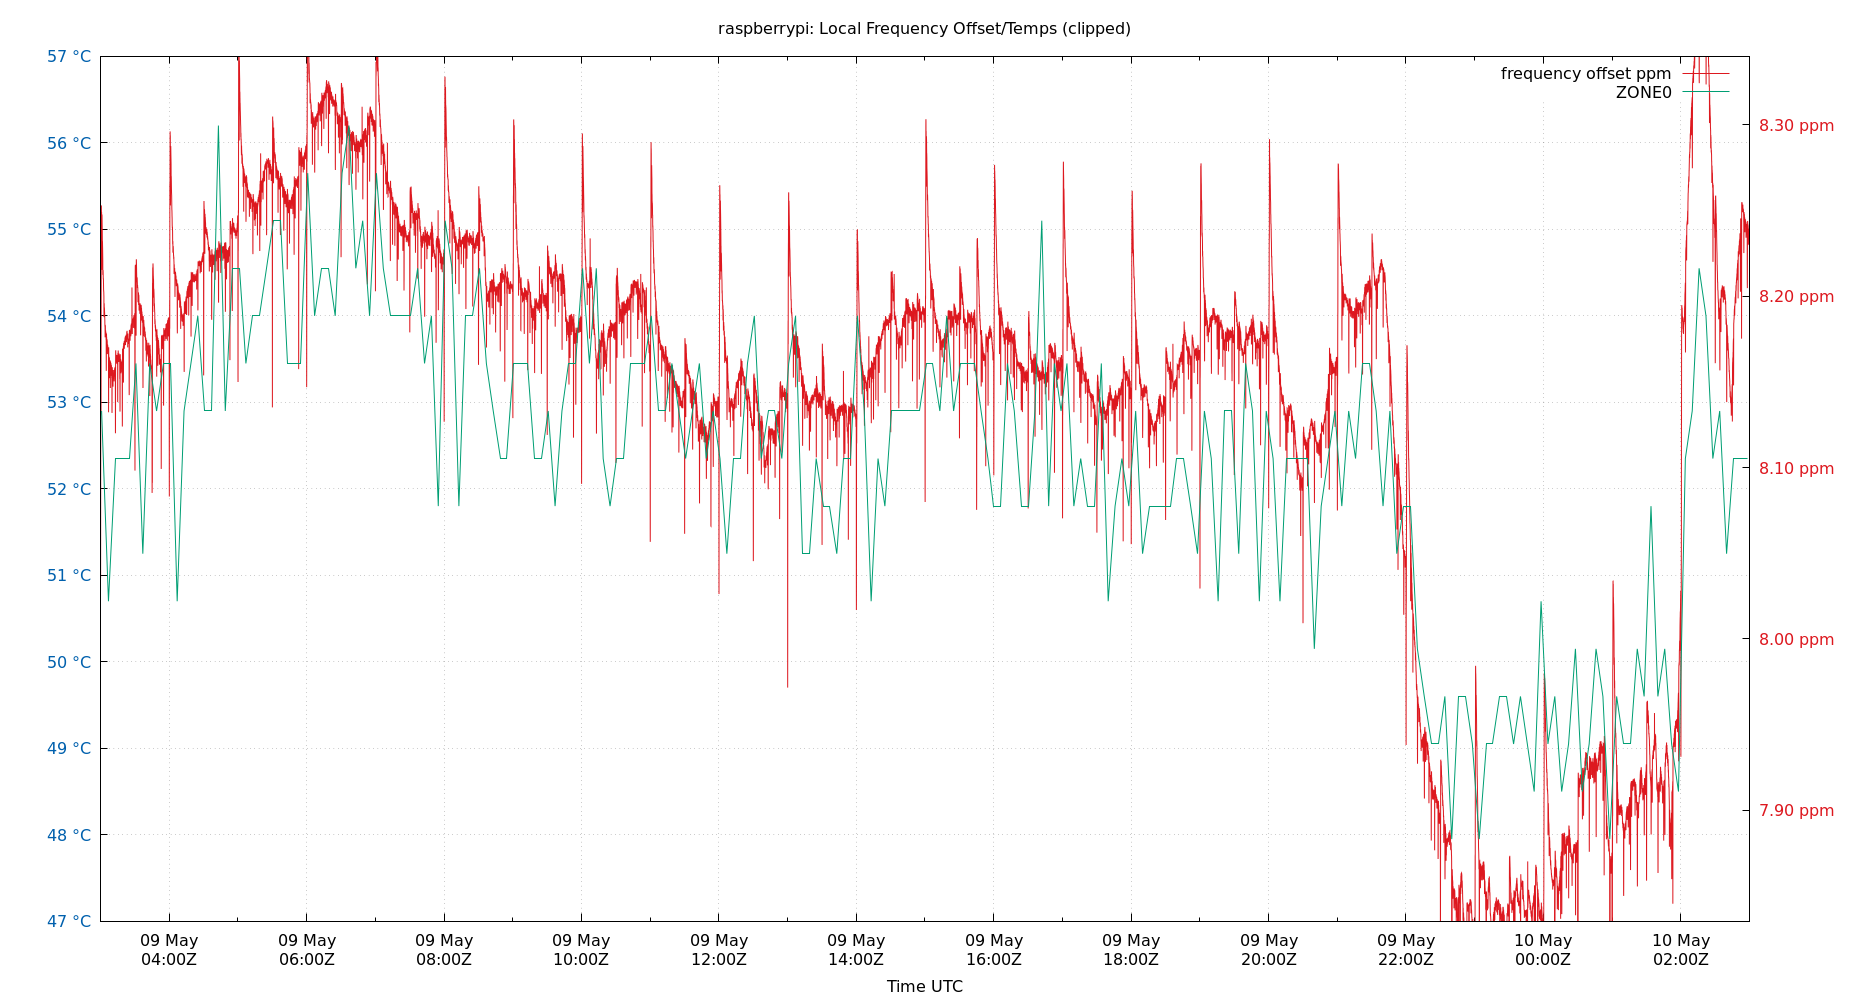 raspberrypi: Local Frequency Offset/Temps (clipped)
frequency offset ppm
ZONE0
57 °C
56 °C
55 °C
54 °C
53 °C
52 °C
51 °C
50 °C
49 °C
48 °C
47 °C
8.30 ppm
8.20 ppm
8.10 ppm
8.00 ppm
7.90 ppm
09 May 09 May 09 May 09 May 09 May 09 May 09 May 09 May 09 May 09 May 10 May 10 May
04:00Z 06:00Z 08:00Z 10:00Z 12:00Z 14:00Z 16:00Z 18:00Z 20:00Z 22:00Z 00:00Z 02:00Z
Time UTC